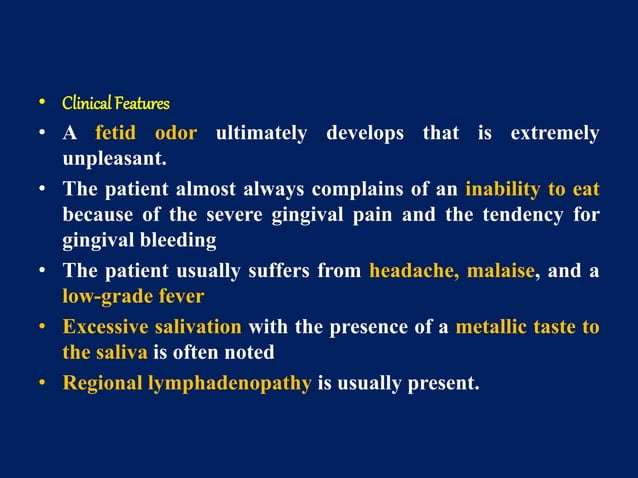 • Clinical Features
• A fetid odor ultimately develops that is extremely
unpleasant.
• The patient almost always complains of an inability to eat
because of the severe gingival pain and the tendency for
gingival bleeding
• The patient usually suffers from headache, malaise, and a
low-grade fever
• Excessive salivation with the presence of a metallic taste to
the saliva is often noted
• Regional lymphadenopathy is usually present.